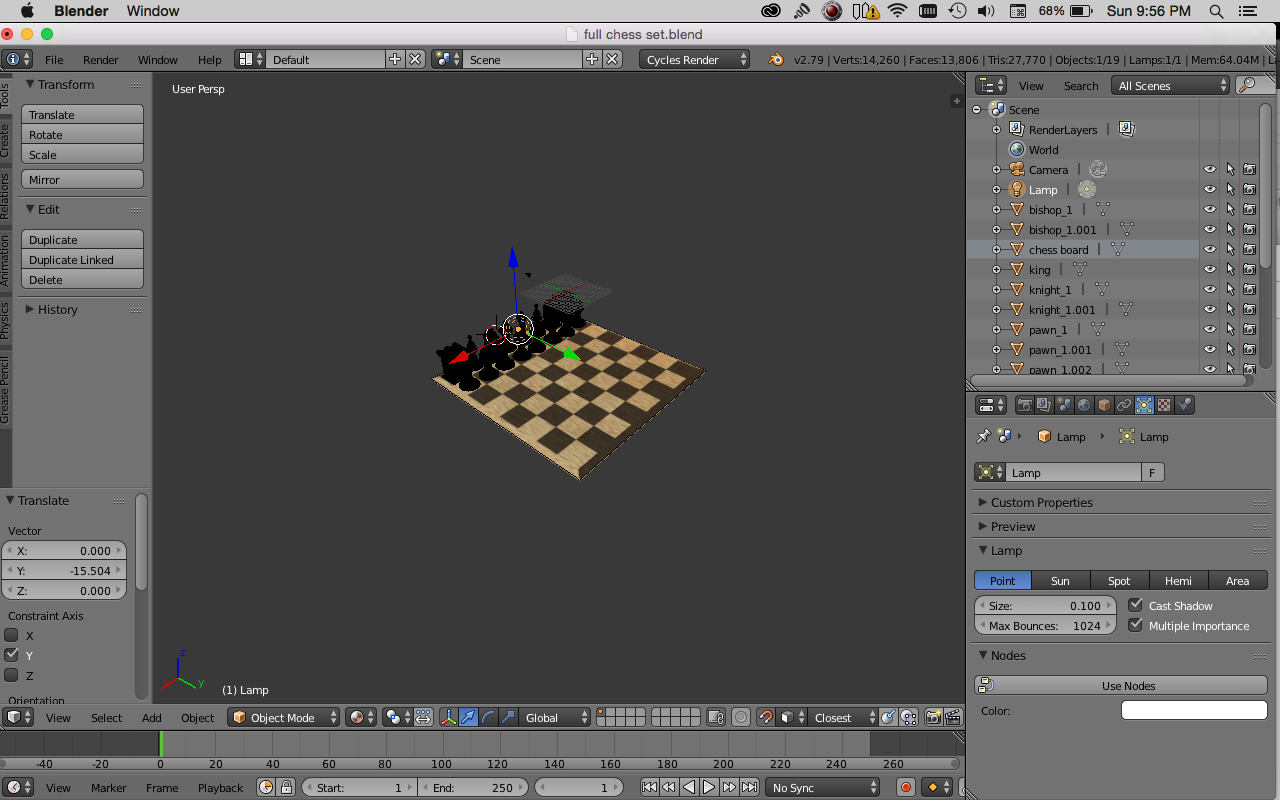 Blender Window 68% Sun 9:56 PM
full chess set.blend
File Render Window Help Default Scene Cycles Render v2.79 | Verts:14,260 | Faces:13,806 | Tris:27,770 | Objects:1/19 | Lamps:1/1 | Mem:64.04M |
Tools
Create
Relations
Animation
Physics
Grease Pencil
Transform
Translate
Rotate
Scale
Mirror
Edit
Duplicate
Duplicate Linked
Delete
History
Translate
Vector
X: 0.000
Y: -15.504
Z: 0.000
Constraint Axis
X
Y
Z
Orientation
User Persp
z
y
(1) Lamp
View Select Add Object Object Mode Global Closest
-40 -20 0 20 40 60 80 100 120 140 160 180 200 220 240 260
View Marker Frame Playback Start: 1 End: 250 1 No Sync
View Search All Scenes
Scene
RenderLayers |
World
Camera |
Lamp |
bishop_1 |
bishop_1.001 |
chess board |
king |
knight_1 |
knight_1.001 |
pawn_1 |
pawn_1.001 |
pawn_1.002 |
Lamp Lamp
Lamp F
Custom Properties
Preview
Lamp
Point Sun Spot Hemi Area
Size: 0.100 Cast Shadow
Max Bounces: 1024 Multiple Importance
Nodes
Use Nodes
Color: